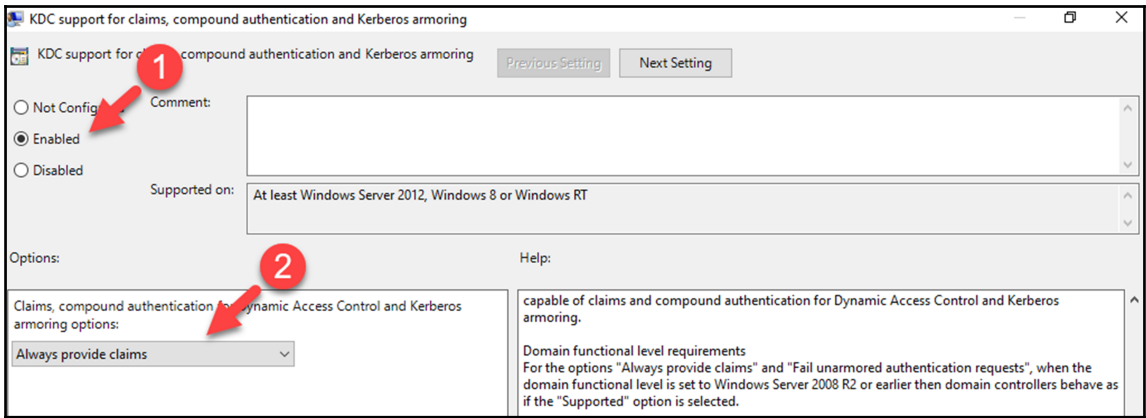 KDC support for claims, compound authentication and Kerberos armoring
KDC support for compound authentication and Kerberos armoring
Previous Setting
Next Setting
1
Not
Comment:
Enabled
Disabled
Supported on:
At least Windows Server 2012, Windows 8 or Windows RT
Options:
2
Help:
Claims, compound authentication Dynamic Access Control and Kerberos
armoring options:
Always provide claims
capable of claims and compound authentication for Dynamic Access Control and Kerberos
armoring.
Domain functional level requirements
For the options "Always provide claims" and "Fail unarmored authentication requests", when the
domain functional level is set to Windows Server 2008 R2 or earlier then domain controllers behave as
if the "Supported" option is selected.